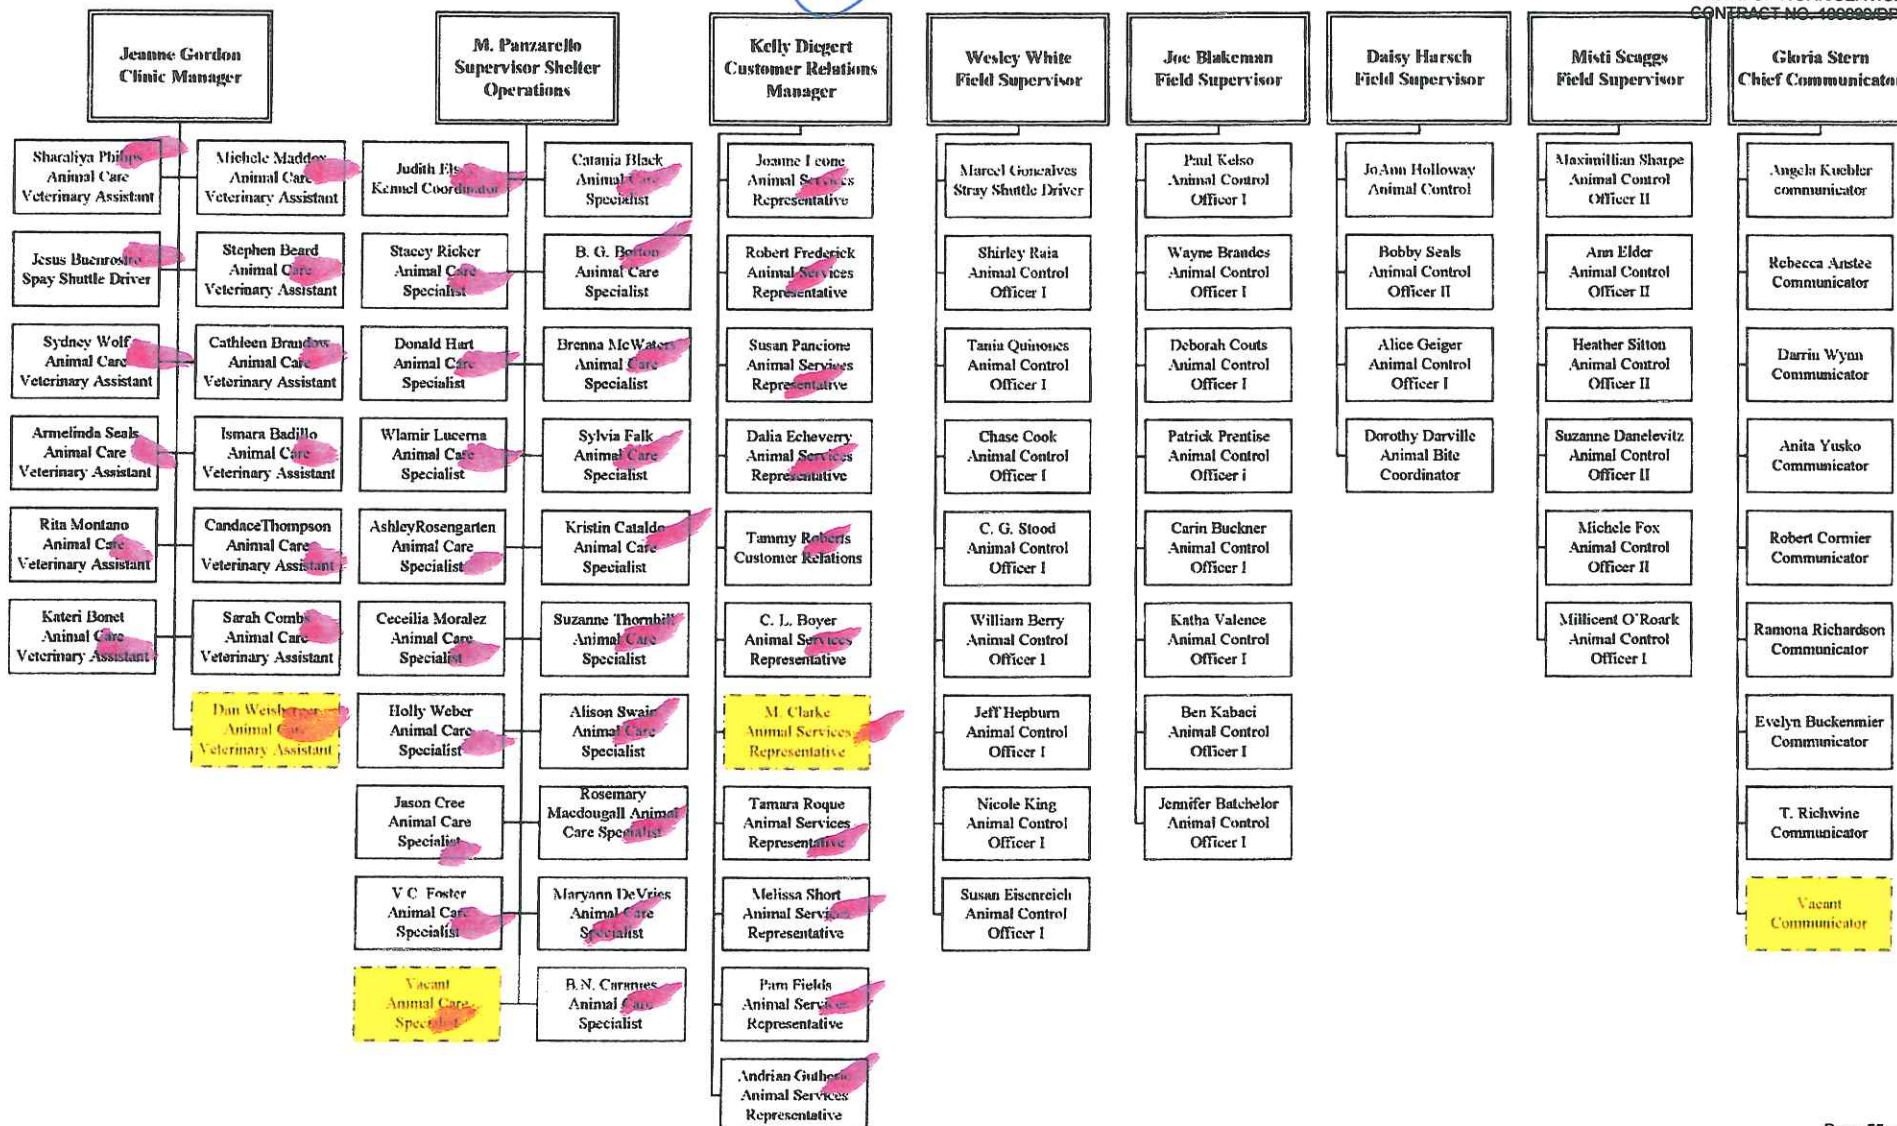 CONTRACT NO.
Jeanne Gordon
Clinic Manager
Sharaliya Philips
Animal Care
Veterinary Assistant
Michele Maddox
Animal Care
Veterinary Assistant
Jesus Buenrostro
Spay Shuttle Driver
Stephen Beard
Animal Care
Veterinary Assistant
Sydney Wolf
Animal Care
Veterinary Assistant
Cathleen Brandow
Animal Care
Veterinary Assistant
Armelinda Seals
Animal Care
Veterinary Assistant
Ismara Badillo
Animal Care
Veterinary Assistant
Rita Montano
Animal Care
Veterinary Assistant
CandaceThompson
Animal Care
Veterinary Assistant
Kateri Bonet
Animal Care
Veterinary Assistant
Sarah Combs
Animal Care
Veterinary Assistant
Dan Weisberger
Animal Care
Veterinary Assistant
M. Panzarello
Supervisor Shelter
Operations
Judith
Kennel Coordinator
Catania Black
Animal Care
Specialist
Stacey Ricker
Animal Care
Specialist
B. G. Borton
Animal Care
Specialist
Donald Hart
Animal Care
Specialist
Brenna McWaters
Animal Care
Specialist
Wlamir Lucerna
Animal Care
Specialist
Sylvia Falk
Animal Care
Specialist
AshleyRosengarten
Animal Care
Specialist
Kristin Cataldo
Animal Care
Specialist
Ceceilia Moralez
Animal Care
Specialist
Suzanne Thornhill
Animal Care
Specialist
Holly Weber
Animal Care
Specialist
Alison Swain
Animal Care
Specialist
Jason Cree
Animal Care
Specialist
Rosemary
Macdougall Animal
Care Specialist
V C Foster
Animal Care
Specialist
Maryann DeVries
Animal Care
Specialist
Vacant
Animal Care
Specialist
B.N. Carames
Animal Care
Specialist
Kelly Diegert
Customer Relations
Manager
Joanne Leone
Animal Services
Representative
Robert Frederick
Animal Services
Representative
Susan Pancione
Animal Services
Representative
Dalia Echeverry
Animal Services
Representative
Tammy Roberts
Customer Relations
C. L. Boyer
Animal Services
Representative
M. Clarke
Animal Services
Representative
Tamara Roque
Animal Services
Representative
Melissa Short
Animal Services
Representative
Pam Fields
Animal Services
Representative
Andrian
Animal Services
Representative
Wesley White
Field Supervisor
Marcel Goncalves
Stray Shuttle Driver
Shirley Raia
Animal Control
Officer I
Tania Quinones
Animal Control
Officer I
Chase Cook
Animal Control
Officer I
C. G. Stood
Animal Control
Officer I
William Berry
Animal Control
Officer I
Jeff Hepburn
Animal Control
Officer I
Nicole King
Animal Control
Officer I
Susan Eisenreich
Animal Control
Officer I
Joe Blakeman
Field Supervisor
Paul Kelso
Animal Control
Officer I
Wayne Brandes
Animal Control
Officer I
Deborah Couts
Animal Control
Officer I
Patrick Prentise
Animal Control
Officer i
Carin Buckner
Animal Control
Officer I
Katha Valence
Animal Control
Officer I
Ben Kabaci
Animal Control
Officer I
Jennifer Batchelor
Animal Control
Officer I
Daisy Harsch
Field Supervisor
JoAnn Holloway
Animal Control
Bobby Seals
Animal Control
Officer II
Alice Geiger
Animal Control
Officer I
Dorothy Darville
Animal Bite
Coordinator
Misti Scaggs
Field Supervisor
Maximillian Sharpe
Animal Control
Officer II
Ann Elder
Animal Control
Officer II
Heather Sitton
Animal Control
Officer II
Suzanne Danelevitz
Animal Control
Officer II
Michele Fox
Animal Control
Officer II
Millicent O'Roark
Animal Control
Officer I
Gloria Stern
Chief Communicator
Angela Kuebler
communicator
Rebecca Anstee
Communicator
Darrin Wynn
Communicator
Anita Yusko
Communicator
Robert Cormier
Communicator
Ramona Richardson
Communicator
Evelyn Buckenmier
Communicator
T. Richwine
Communicator
Vacant
Communicator